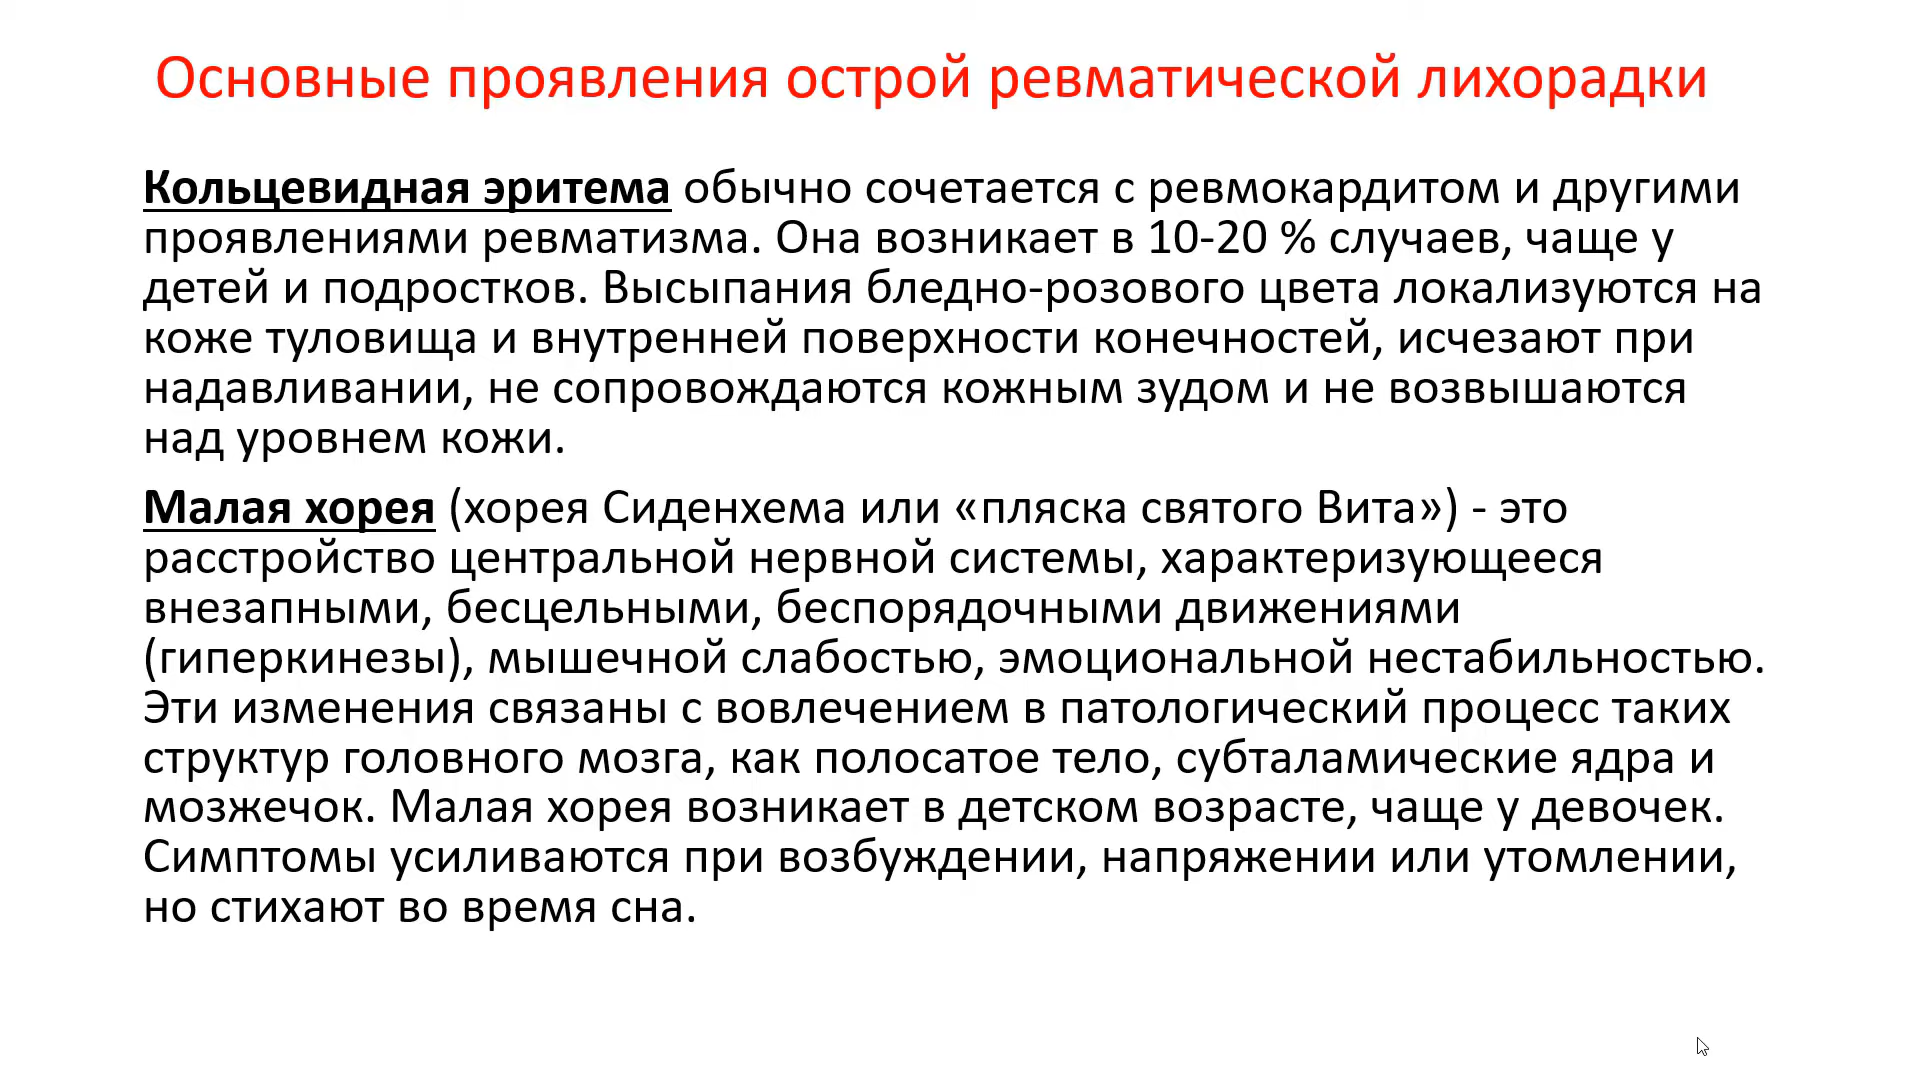 Основные проявления острой ревматической лихорадки
Кольцевидная эритема обычно сочетается с ревмокардитом и другими
проявлениями ревматизма. Она возникает в 10-20 % случаев, чаще у
детей и подростков. Высыпания бледно-розового цвета локализуются на
коже туловища и внутренней поверхности конечностей, исчезают при
надавливании, не сопровождаются кожным зудом и не возвышаются
над уровнем кожи.
Малая хорея (хорея Сиденхема или «пляска святого Вита») - это
расстройство центральной нервной системы, характеризующееся
внезапными, бесцельными, беспорядочными движениями
(гиперкинезы), мышечной слабостью, эмоциональной нестабильностью.
Эти изменения связаны с вовлечением в патологический процесс таких
структур головного мозга, как полосатое тело, субталамические ядра и
мозжечок. Малая хорея возникает в детском возрасте, чаще у девочек.
Симптомы усиливаются при возбуждении, напряжении или утомлении,
но стихают во время сна.